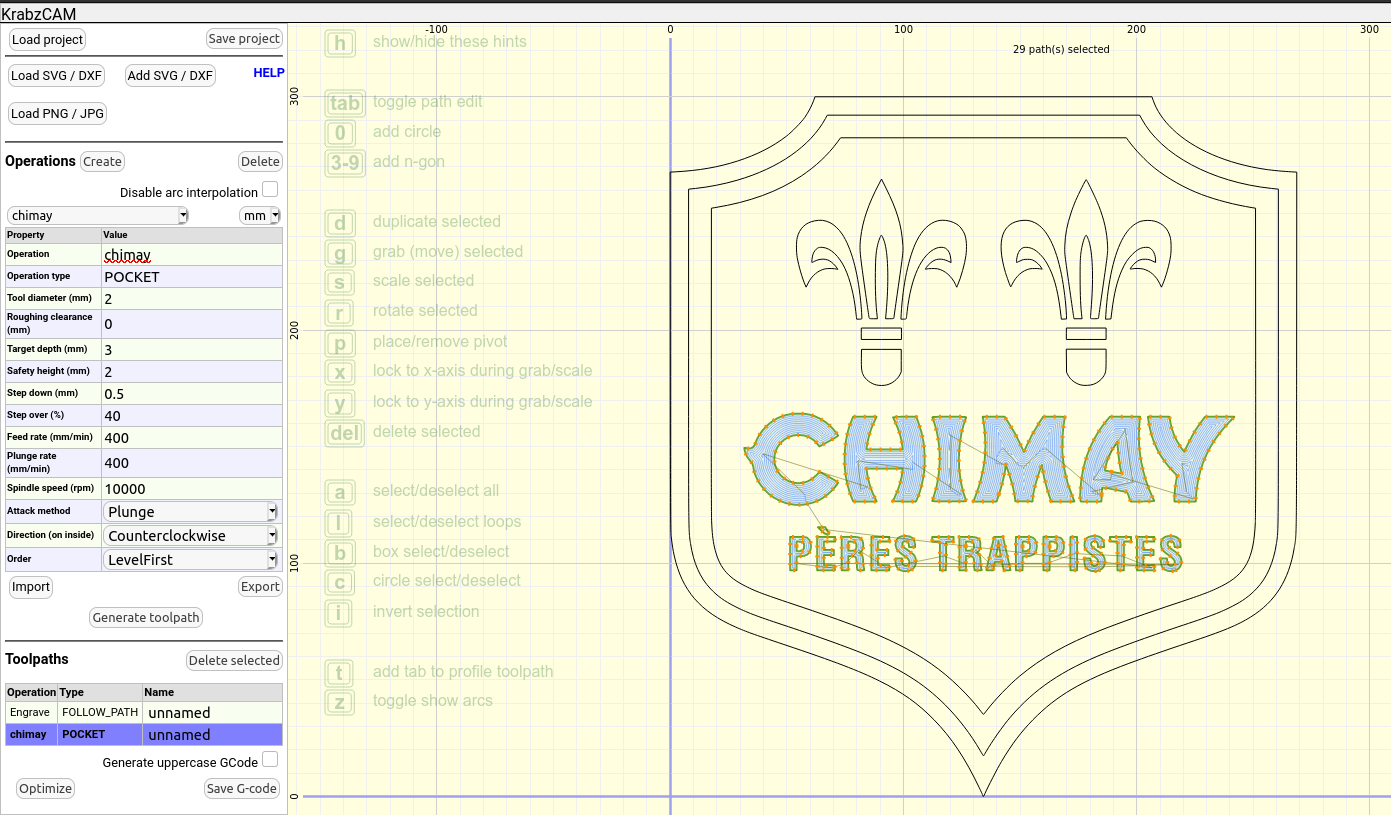 KrabzCAM
Load project
Save project
Load SVG / DXF
Add SVG / DXF
HELP
Load PNG / JPG
Operations
Create
Delete
Disable arc interpolation
chimay
mm
Property Value
Operation chimay
Operation type POCKET
Tool diameter (mm) 2
Roughing clearance (mm) 0
Target depth (mm) 3
Safety height (mm) 2
Step down (mm) 0.5
Step over (%) 40
Feed rate (mm/min) 400
Plunge rate (mm/min) 400
Spindle speed (rpm) 10000
Attack method Plunge
Direction (on inside) Counterclockwise
Order LevelFirst
Import
Export
Generate toolpath
Toolpaths
Delete selected
Operation Type Name
Engrave FOLLOW_PATH unnamed
chimay POCKET unnamed
Generate uppercase GCode
Optimize
Save G-code
-100 0 100 200 300
29 path(s) selected
300
200
100
0
h show/hide these hints
tab toggle path edit
0 add circle
3-9 add n-gon
d duplicate selected
g grab (move) selected
s scale selected
r rotate selected
p place/remove pivot
x lock to x-axis during grab/scale
y lock to y-axis during grab/scale
del delete selected
a select/deselect all
l select/deselect loops
b box select/deselect
c circle select/deselect
i invert selection
t add tab to profile toolpath
z toggle show arcs
CHIMAY
PÈRES TRAPPISTES